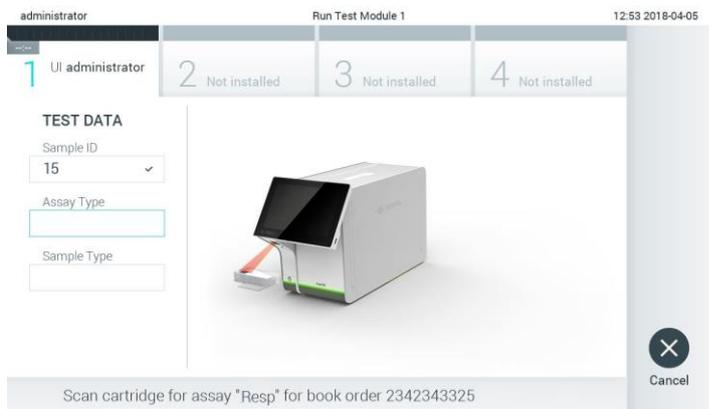 administrator Run Test Module 1 12:53 2018-04-05
--:--
1 UI administrator 2 Not installed 3 Not installed 4 Not installed
TEST DATA
Sample ID
15
Assay Type
Sample Type
Cancel
Scan cartridge for assay "Resp" for book order 2342343325